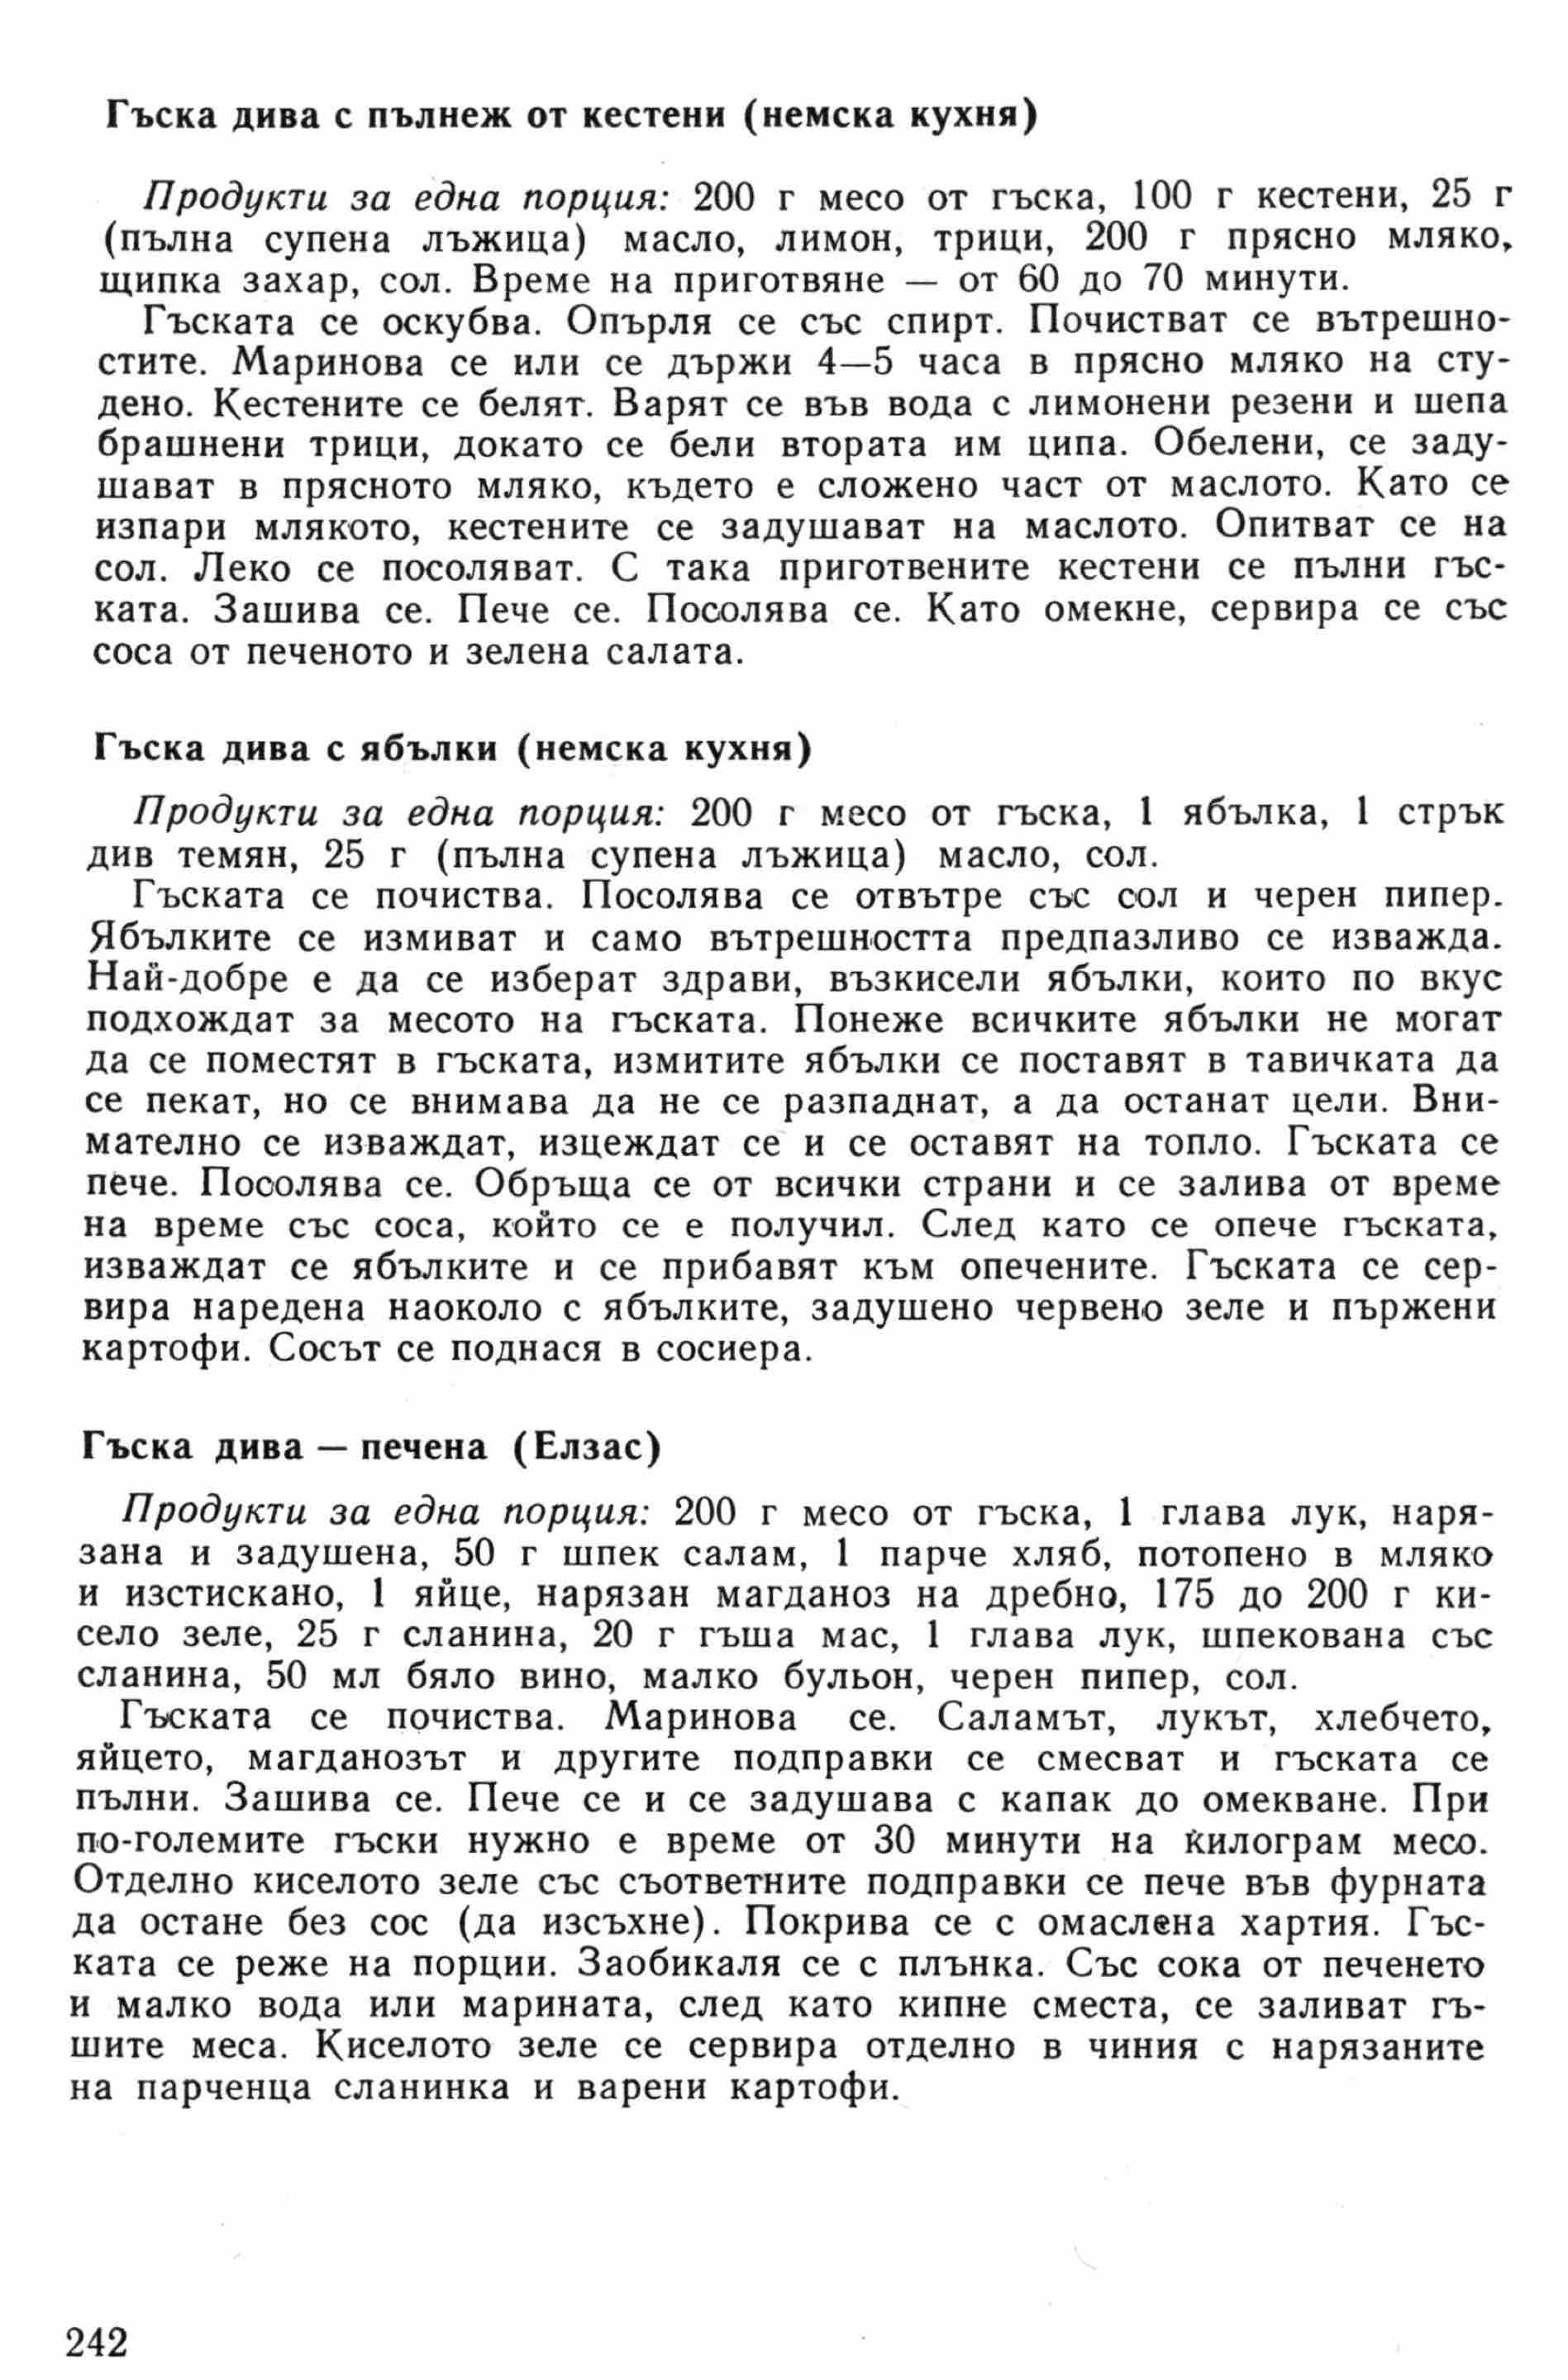 Гъска дива с пълнеж от кестени (немска кухня)
Продукти за една порция: 200 г месо от гъска, 100 г кестени, 25 г
(пълна супена лъжица) масло, лимон, трици, 200 г прясно мляко,
щипка захар, сол. Време на приготвяне — от 60 до 70 минути.
Гъската се оскубва. Опърля се със спирт. Почистват се вътрешно-
стите. Маринова се или се държи 4—5 часа в прясно мляко на сту-
дено. Кестените се белят. Варят се във вода с лимонени резени и шепа
брашнени трици, докато се бели втората им ципа. Обелени, се заду-
шават в прясното мляко, където е сложено част от маслото. Като се
изпари млякото, кестените се задушават на маслото. Опитват се на
сол. Леко се посоляват. С така приготвените кестени се пълни гъс-
ката. Зашива се. Пече се. Посолява се. Като омекне, сервира се със
соса от печеното и зелена салата.
Гъска дива с ябълки (немска кухня)
Продукти за една порция: 200 г месо от гъска, 1 ябълка, 1 стрък
див темян, 25 г (пълна супена лъжица) масло, сол.
Гъската се почиства. Посолява се отвътре със сол и черен пипер.
Ябълките се измиват и само вътрешността предпазливо се изважда.
Най-добре е да се изберат здрави, възкисели ябълки, които по вкус
подхождат за месото на гъската. Понеже всичките ябълки не могат
да се поместят в гъската, измитите ябълки се поставят в тавичката да
се пекат, но се внимава да не се разпаднат, а да останат цели. Вни-
мателно се изваждат, изцеждат се и се оставят на топло. Гъската се
пече. Посолява се. Обръща се от всички страни и се залива от време
на време със соса, който се е получил. След като се опече гъската,
изваждат се ябълките и се прибавят към опечените. Гъската се сер-
вира наредена наоколо с ябълките, задушено червено зеле и пържени
картофи. Сосът се поднася в сосиера.
Гъска дива — печена (Елзас)
Продукти за една порция: 200 г месо от гъска, 1 глава лук, наря-
зана и задушена, 50 г шпек салам, 1 парче хляб, потопено в мляко
и изстискано, 1 яйце, нарязан магданоз на дребно, 175 до 200 г ки-
село зеле, 25 г сланина, 20 г гъша мас, 1 глава лук, шпекована със
сланина, 50 мл бяло вино, малко бульон, черен пипер, сол.
Гъската се почиства. Маринова се. Саламът, лукът, хлебчето,
яйцето, магданозът и другите подправки се смесват и гъската се
пълни. Зашива се. Пече се и се задушава с капак до омекване. При
по-големите гъски нужно е време от 30 минути на килограм месо.
Отделно киселото зеле със съответните подправки се пече във фурната
да остане без сос (да изсъхне). Покрива се с омаслена хартия. Гъс-
ката се реже на порции. Заобикаля се с плънка. Със сока от печенето
и малко вода или марината, след като кипне сместа, се заливат гъ-
шите меса. Киселото зеле се сервира отделно в чиния с нарязаните
на парченца сланинка и варени картофи.
242